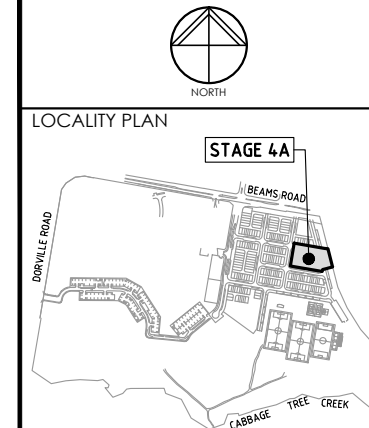 NORTH
LOCALITY PLAN
STAGE 4A
BEAMS ROAD
DORVILLE ROAD
CABBAGE TREE CREEK